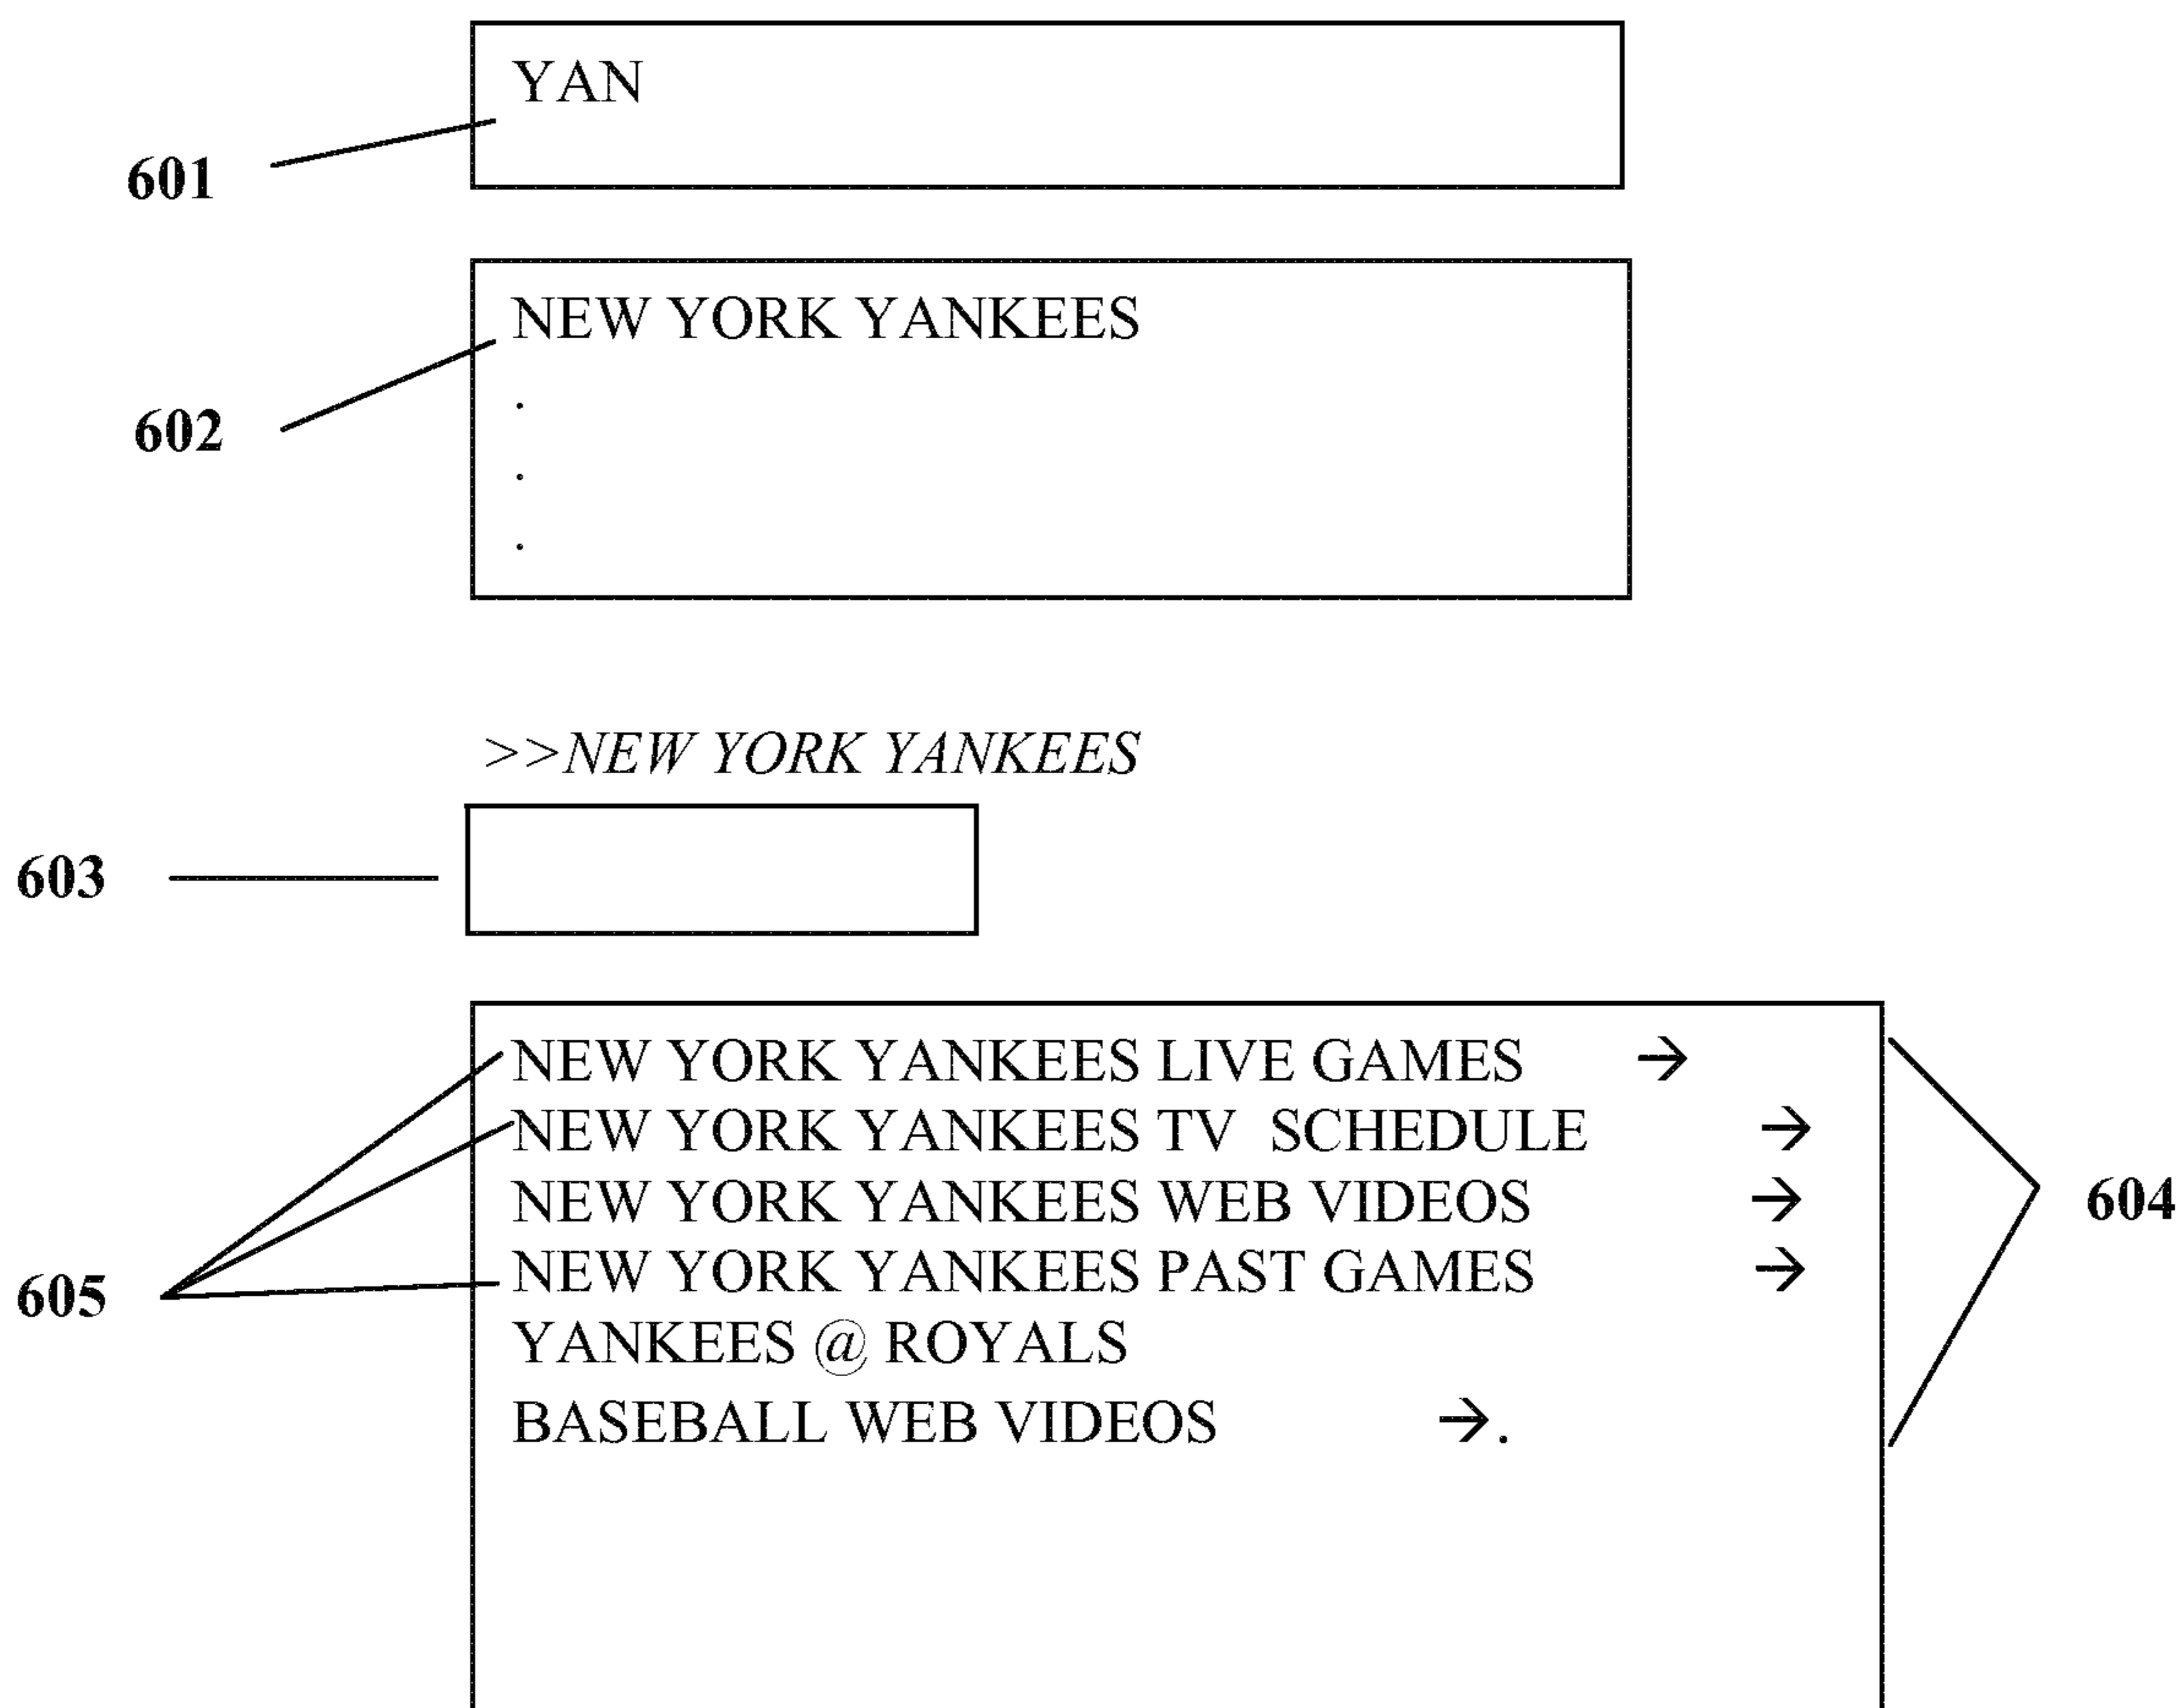 YAN
601
NEW YORK YANKEES
602
.
.
.
>>NEW YORK YANKEES
603
NEW YORK YANKEES LIVE GAMES →
NEW YORK YANKEES TV SCHEDULE →
NEW YORK YANKEES WEB VIDEOS →
604
NEW YORK YANKEES PAST GAMES →
605
YANKEES @ ROYALS
BASEBALL WEB VIDEOS →.